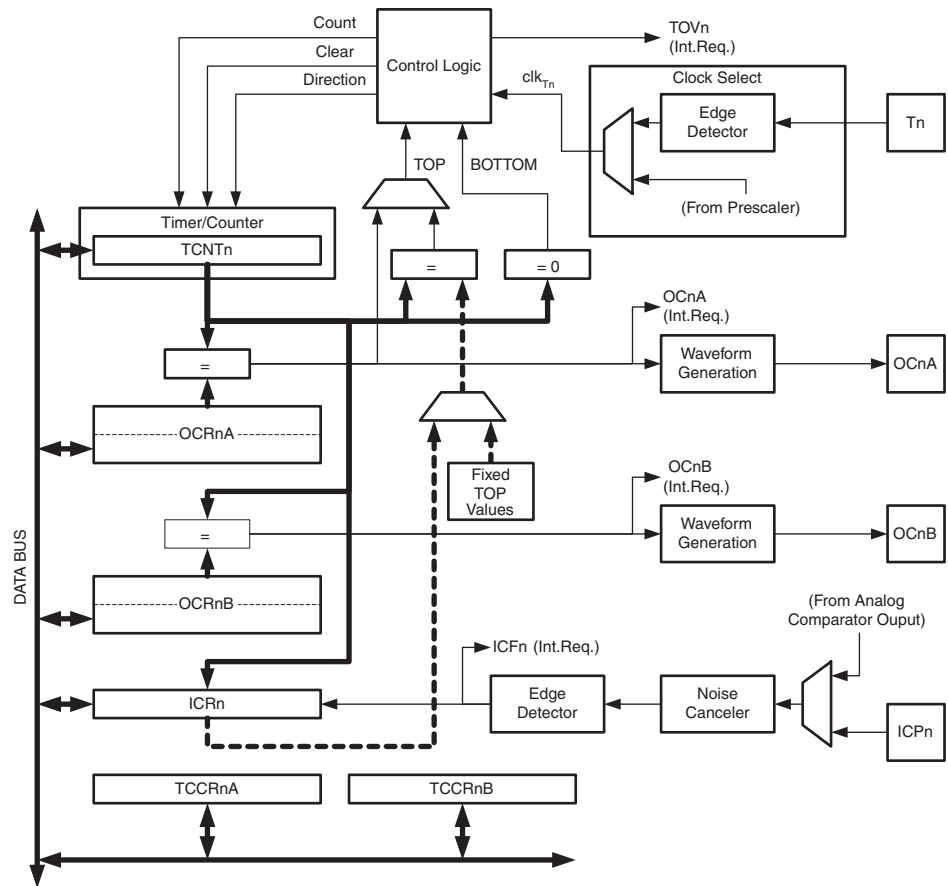 Count
Clear
Direction
Control Logic
TOVn
(Int.Req.)
clkTn
Clock Select
Edge
Detector
Tn
TOP
BOTTOM
(From Prescaler)
Timer/Counter
TCNTn
=
= 0
OCnA
(Int.Req.)
=
Waveform
Generation
OCnA
OCRnA
Fixed
TOP
Values
OCnB
(Int.Req.)
=
Waveform
Generation
OCnB
DATA BUS
OCRnB
(From Analog
Comparator Ouput)
ICFn (Int.Req.)
ICRn
Edge
Detector
Noise
Canceler
ICPn
TCCRnA
TCCRnB